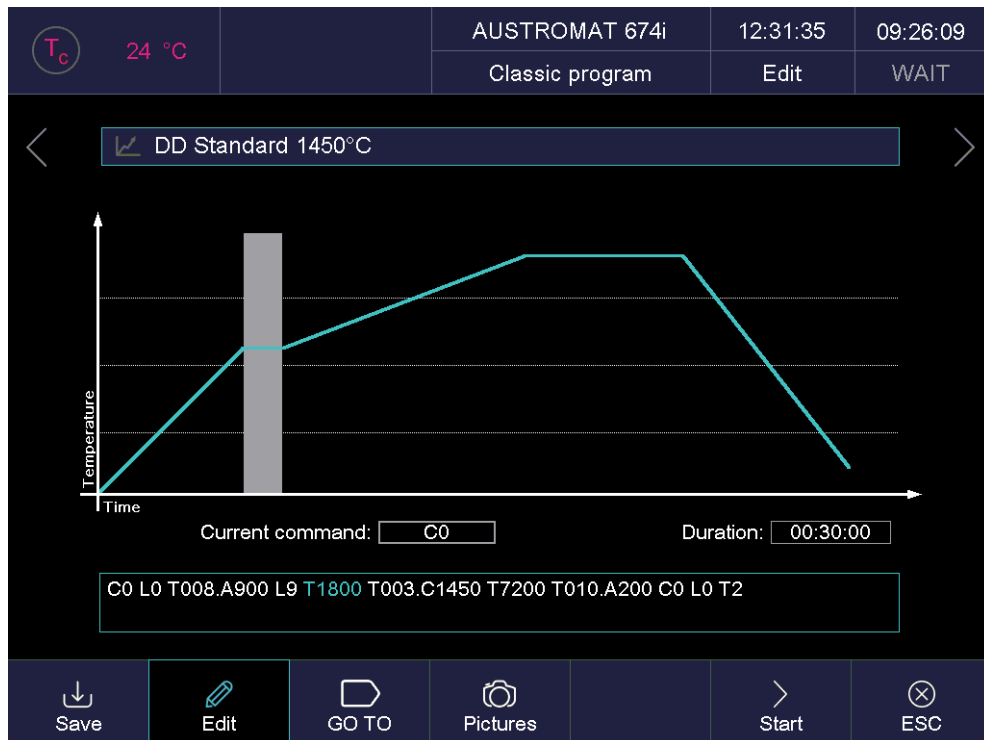 Tc 24 °C AUSTROMAT 674i 12:31:35 09:26:09
Classic program Edit WAIT
DD Standard 1450°C
Temperature
Time
Current command: C0 Duration: 00:30:00
C0 L0 T008.A900 L9 T1800 T003.C1450 T7200 T010.A200 C0 L0 T2
Save Edit GO TO Pictures Start ESC